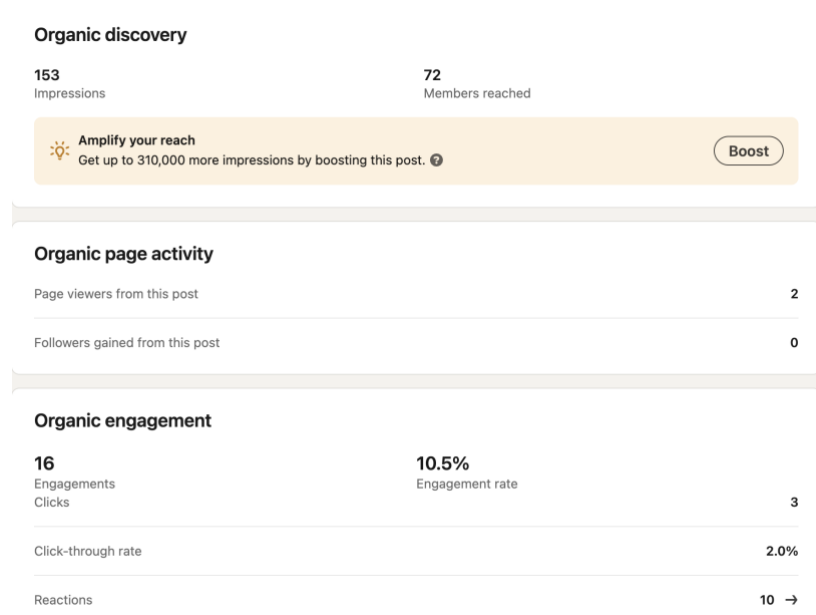 Organic discovery
153 72
Impressions Members reached
Amplify your reach
Get up to 310,000 more impressions by boosting this post. ?
Boost
Organic page activity
Page viewers from this post 2
Followers gained from this post 0
Organic engagement
16 10.5%
Engagements Engagement rate
Clicks 3
Click-through rate 2.0%
Reactions 10 →